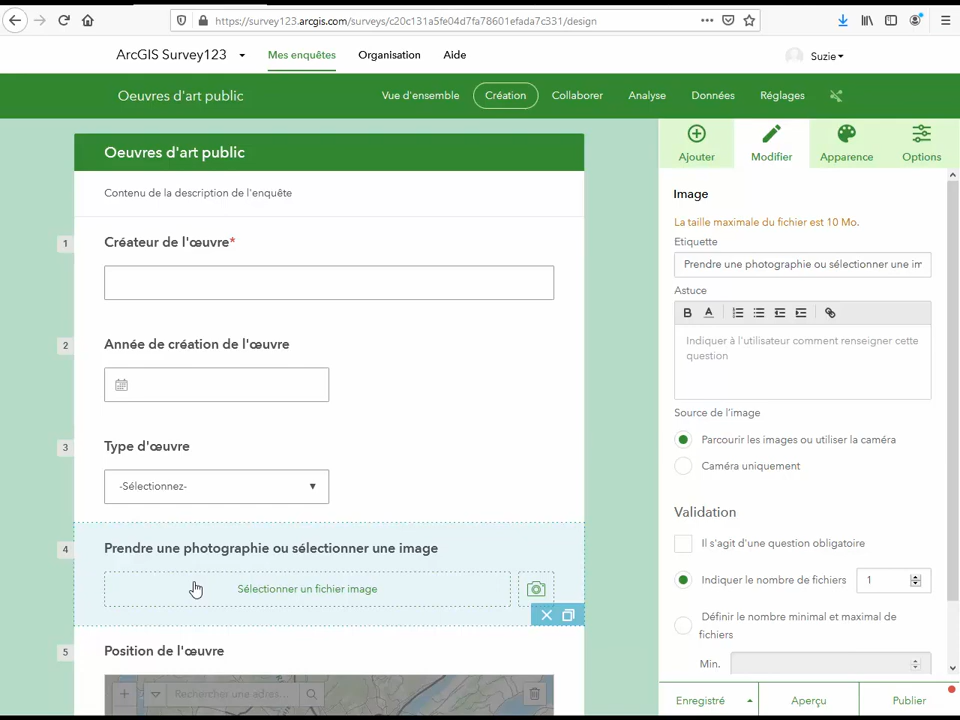 https://survey123.arcgis.com/surveys/c20c131a5fe04d7fa78601efada7c331/design
ArcGIS Survey123
Mes enquêtes
Organisation
Aide
Suzie
Oeuvres d'art public
Vue d'ensemble
Création
Collaborer
Analyse
Données
Réglages
Oeuvres d'art public
Contenu de la description de l'enquête
1
Créateur de l'œuvre*
2
Année de création de l'œuvre
3
Type d'œuvre
-Sélectionnez-
4
Prendre une photographie ou sélectionner une image
Sélectionner un fichier image
5
Position de l'œuvre
Recherchez une adres...
Ajouter
Modifier
Apparence
Options
Image
La taille maximale du fichier est 10 Mo.
Etiquette
Prendre une photographie ou sélectionner une im
Astuce
B A
Indiquer à l'utilisateur comment renseigner cette
question
Source de l'image
Parcourir les images ou utiliser la caméra
Caméra uniquement
Validation
Il s'agit d'une question obligatoire
Indiquer le nombre de fichiers
1
Définir le nombre minimal et maximal de
fichiers
Min.
Enregistré
Aperçu
Publier